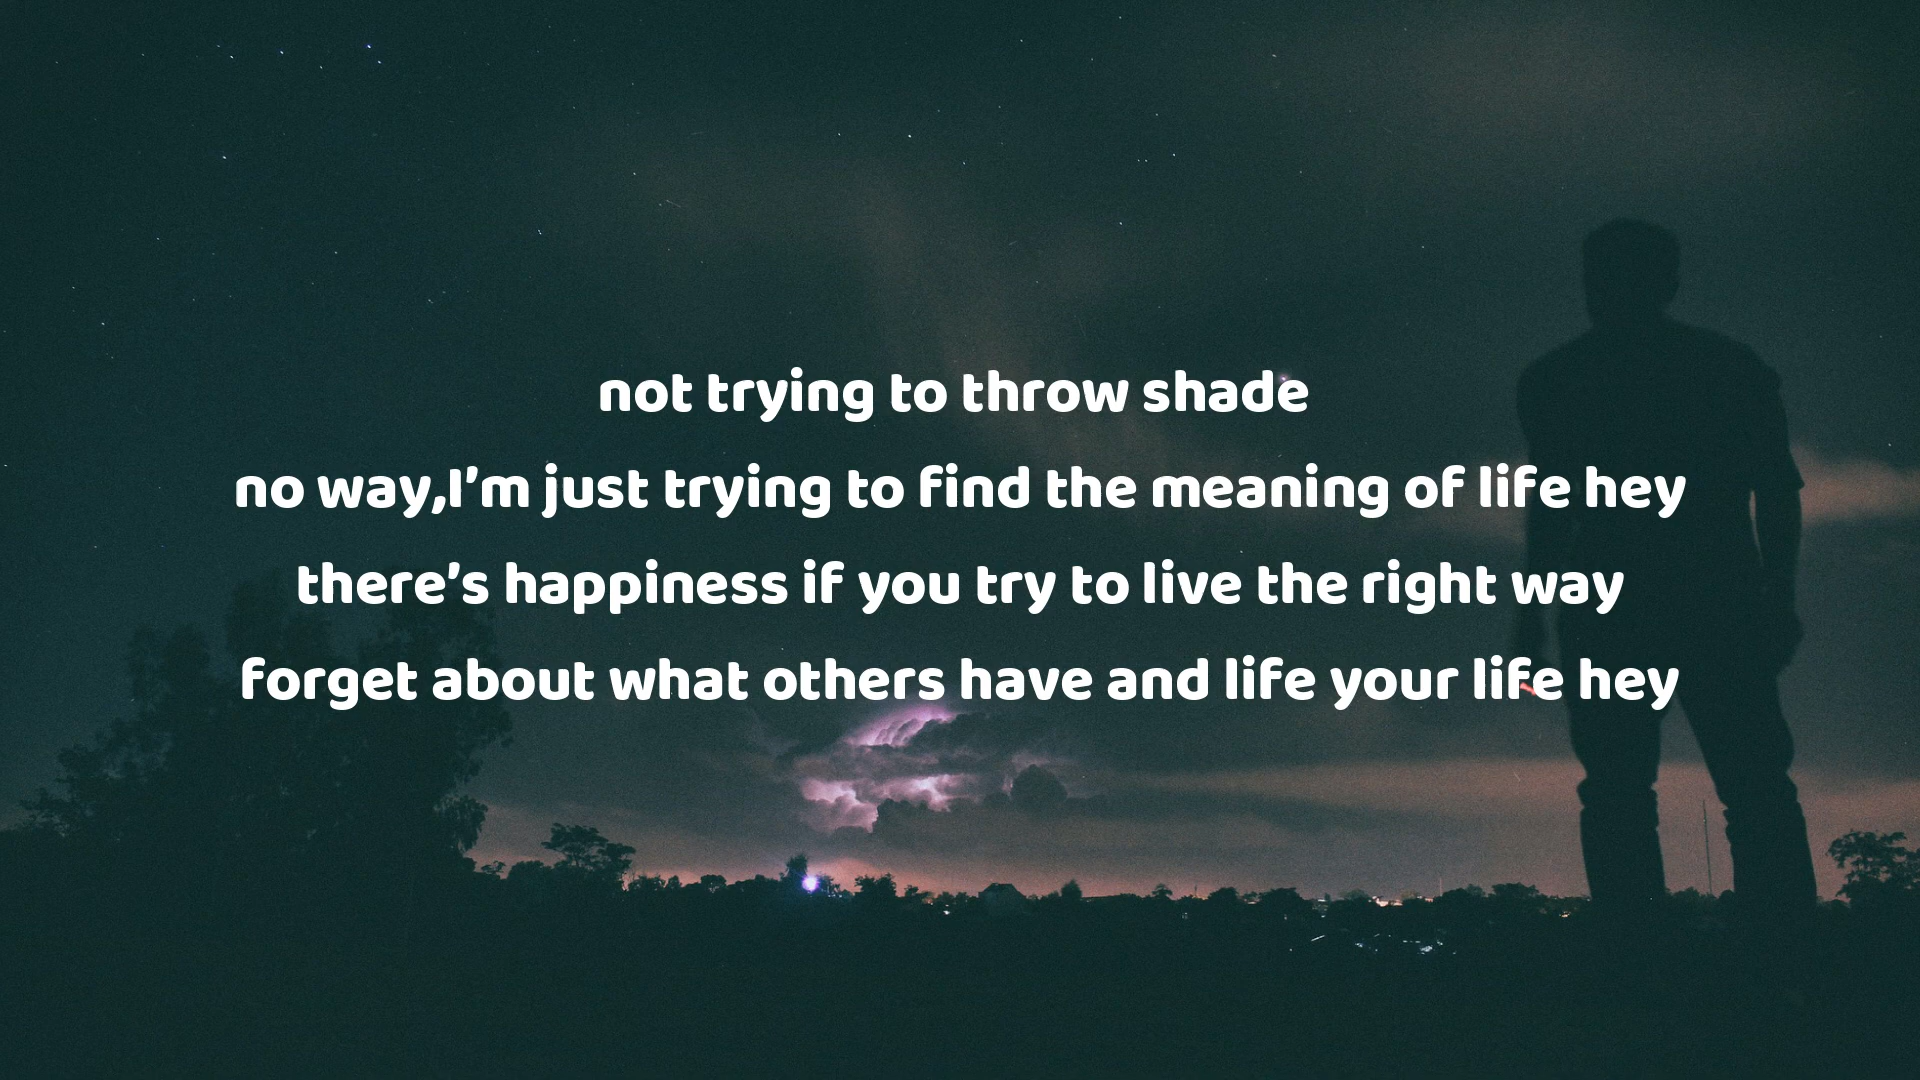 not trying to throw shade
no way,I'm just trying to find the meaning of life hey
there's happiness if you try to live the right way
forget about what others have and life your life hey